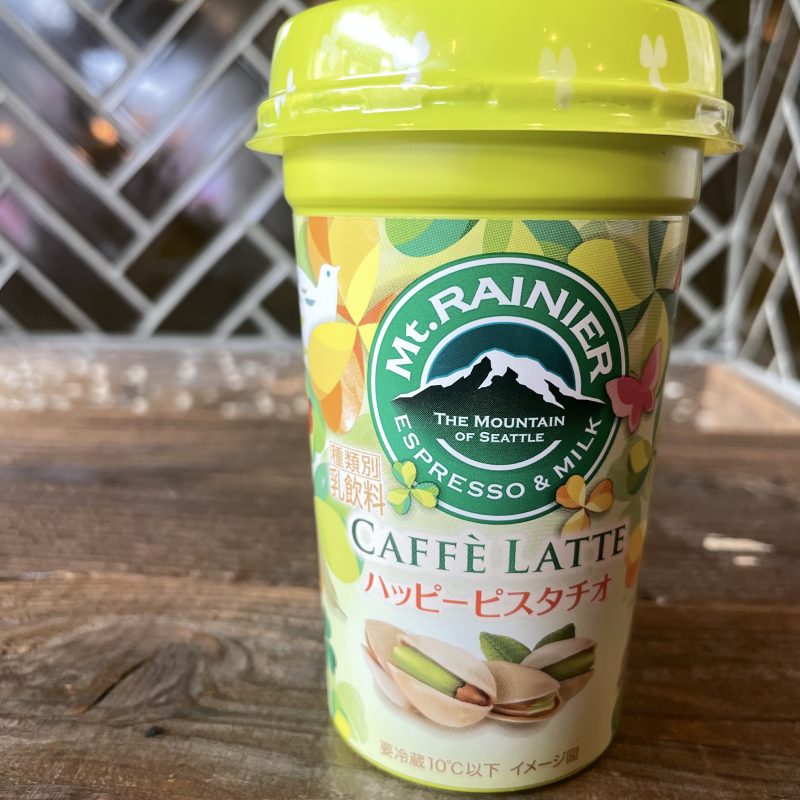 Mt. RAINIER
THE MOUNTAIN
OF SEATTLE
ESPRESSO & MILK
種類別
乳飲料
CAFFÈ LATTE
ハッピーピスタチオ
要冷蔵10℃以下 イメージ図